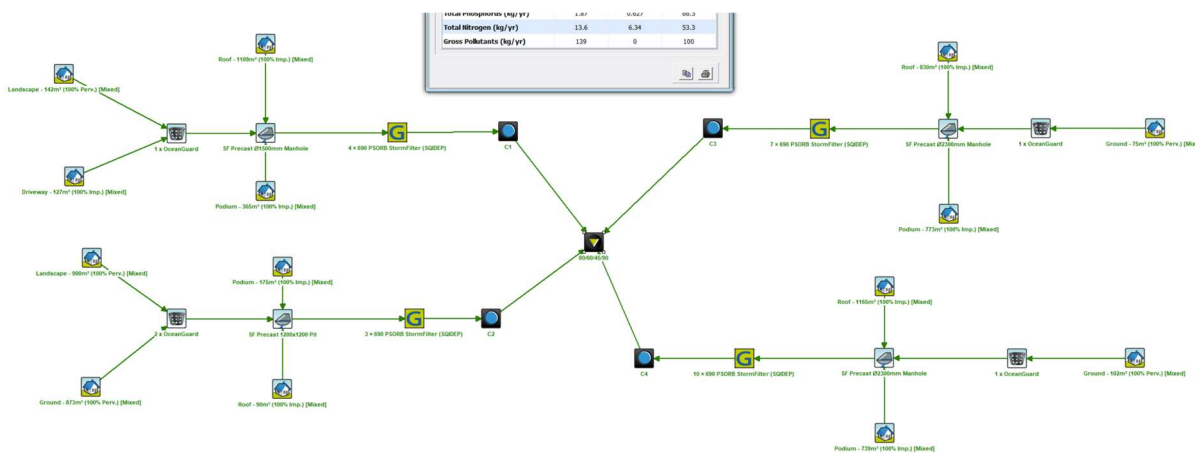 Total Phosphorus (kg/yr) 1.87 0.627 66.5
Total Nitrogen (kg/yr) 13.6 6.34 53.3
Gross Pollutants (kg/yr) 139 0 100
Roof - 1109m² (100% Imp.) [Mixed]
Landscape - 142m² (100% Perv.) [Mixed]
1 x OceanGuard
SF Precast Ø1500mm Manhole
G
4 × 690 PSORB StormFilter (SQIDEP)
C1
Driveway - 127m² (100% Imp.) [Mixed]
Podium - 365m² (100% Imp.) [Mixed]
Roof - 830m² (100% Imp.) [Mixed]
C3
G
7 × 690 PSORB StormFilter (SQIDEP)
SF Precast Ø2300mm Manhole
1 x OceanGuard
Ground - 75m² (100% Perv.) [Mix
Podium - 773m² (100% Imp.) [Mixed]
Landscape - 900m² (100% Perv.) [Mixed]
Podium - 175m² (100% Imp.) [Mixed]
2 x OceanGuard
SF Precast 1200x1200 Pit
G
3 × 690 PSORB StormFilter (SQIDEP)
C2
Ground - 873m² (100% Perv.) [Mixed]
Roof - 90m² (100% Imp.) [Mixed]
/60/45/90
Roof - 1165m² (100% Imp.) [Mixed]
C4
G
10 × 690 PSORB StormFilter (SQIDEP)
SF Precast Ø2300mm Manhole
1 x OceanGuard
Ground - 102m² (100% Perv.) [Mixed]
Podium - 739m² (100% Imp.) [Mixed]